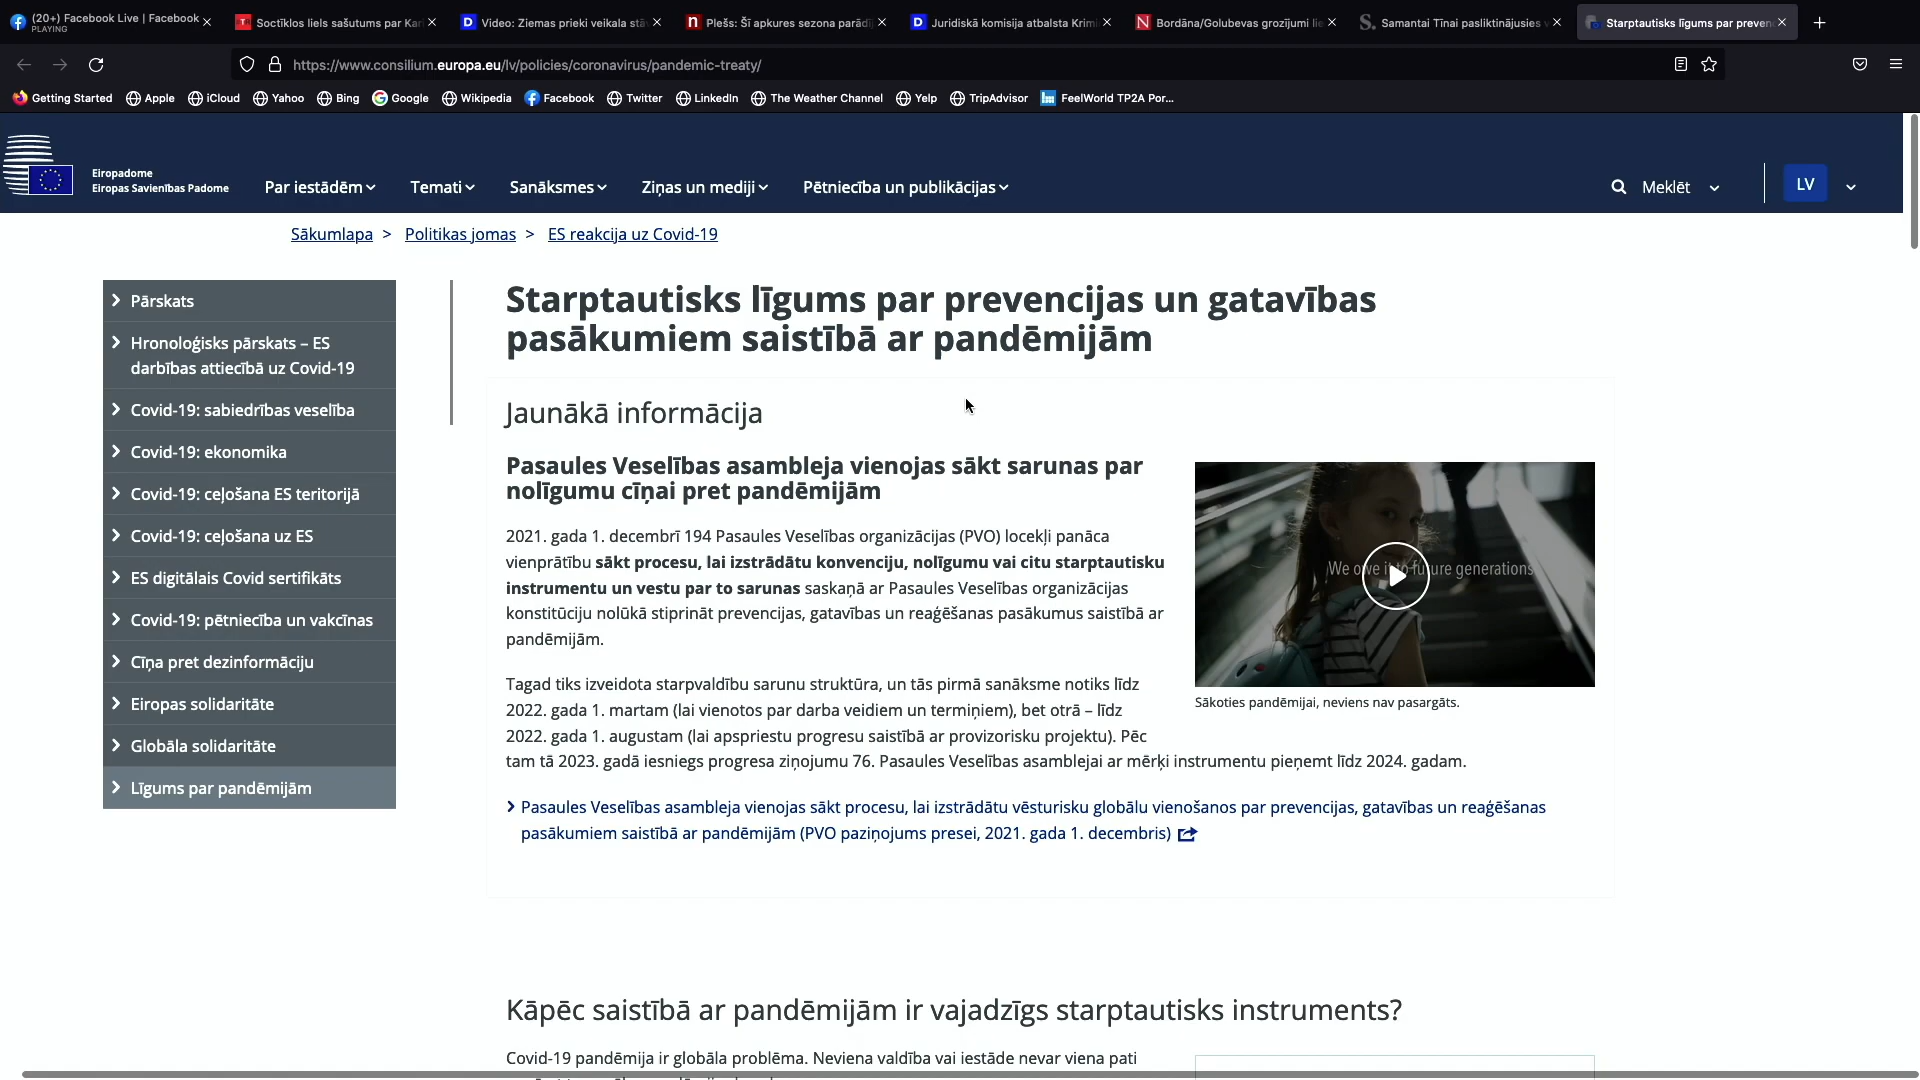 (20+) Facebook Live | Facebook
PLAYING
Soctīklos liels sašutums par Kar
Video: Ziemas prieki veikala stāv
Plešs: Šī apkures sezona parādīj
Juridiskā komisija atbalsta Krimi
Bordāna/Golubevas grozījumi lie
Samantai Tīnai pasliktinājusies v
Starptautisks līgums par preven
https://www.consilium.europa.eu/lv/policies/coronavirus/pandemic-treaty/
Getting Started
Apple
iCloud
Yahoo
Bing
Google
Wikipedia
Facebook
Twitter
LinkedIn
The Weather Channel
Yelp
TripAdvisor
FeelWorld TP2A Por...
Eiropadome
Eiropas Savienības Padome
Par iestādēm
Temati
Sanāksmes
Ziņas un mediji
Pētniecība un publikācijas
Meklēt
LV
Sākumlapa > Politikas jomas > ES reakcija uz Covid-19
Pārskats
Hronoloģisks pārskats – ES
darbības attiecībā uz Covid-19
Covid-19: sabiedrības veselība
Covid-19: ekonomika
Covid-19: ceļošana ES teritorijā
Covid-19: ceļošana uz ES
ES digitālais Covid sertifikāts
Covid-19: pētniecība un vakcīnas
Cīņa pret dezinformāciju
Eiropas solidaritāte
Globāla solidaritāte
Līgums par pandēmijām
Starptautisks līgums par prevencijas un gatavības
pasākumiem saistībā ar pandēmijām
Jaunākā informācija
Pasaules Veselības asambleja vienojas sākt sarunas par
nolīgumu cīņai pret pandēmijām
2021. gada 1. decembrī 194 Pasaules Veselības organizācijas (PVO) locekļi panāca
vienprātību sākt procesu, lai izstrādātu konvenciju, nolīgumu vai citu starptautisku
instrumentu un vestu par to sarunas saskaņā ar Pasaules Veselības organizācijas
konstitūciju nolūkā stiprināt prevencijas, gatavības un reaģēšanas pasākumus saistībā ar
pandēmijām.
Tagad tiks izveidota starpvaldību sarunu struktūra, un tās pirmā sanāksme notiks līdz
2022. gada 1. martam (lai vienotos par darba veidiem un termiņiem), bet otrā – līdz
2022. gada 1. augustam (lai apspriestu progresu saistībā ar provizorisku projektu). Pēc
tam tā 2023. gadā iesniegs progresa ziņojumu 76. Pasaules Veselības asamblejai ar mērķi instrumentu pieņemt līdz 2024. gadam.
We owe it to future generations
Sākoties pandēmijai, neviens nav pasargāts.
Pasaules Veselības asambleja vienojas sākt procesu, lai izstrādātu vēsturisku globālu vienošanos par prevencijas, gatavības un reaģēšanas
pasākumiem saistībā ar pandēmijām (PVO paziņojums presei, 2021. gada 1. decembris)
Kāpēc saistībā ar pandēmijām ir vajadzīgs starptautisks instruments?
Covid-19 pandēmija ir globāla problēma. Neviena valdība vai iestāde nevar viena pati